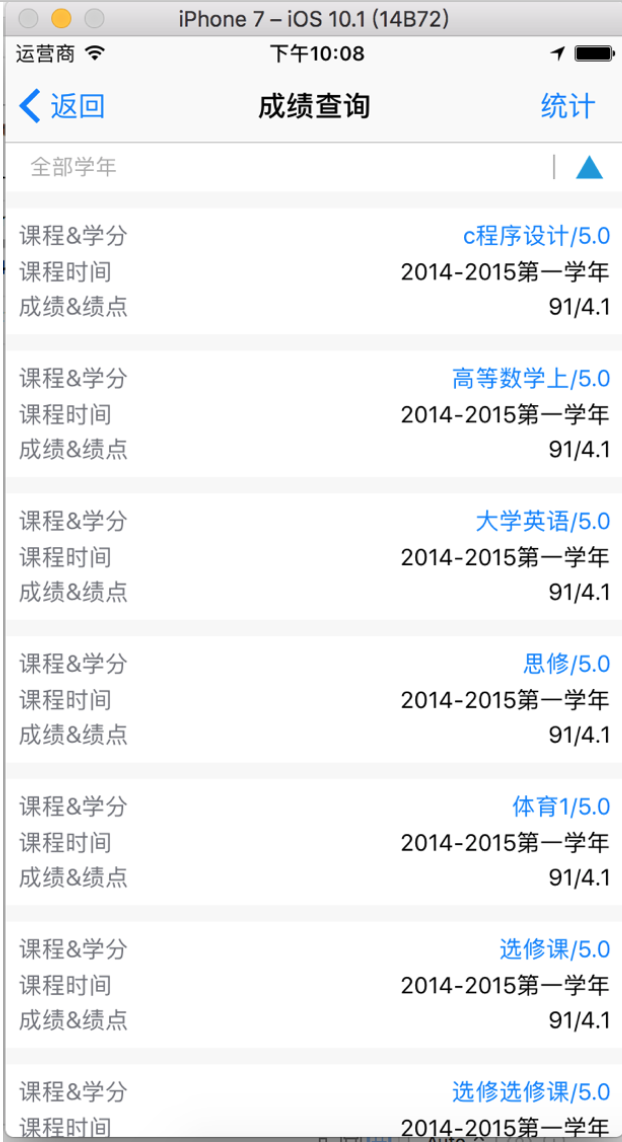 iPhone 7 – iOS 10.1 (14B72)
运营商 下午10:08
返回 成绩查询 统计
全部学年
课程&学分 c程序设计/5.0
课程时间 2014-2015第一学年
成绩&绩点 91/4.1
课程&学分 高等数学上/5.0
课程时间 2014-2015第一学年
成绩&绩点 91/4.1
课程&学分 大学英语/5.0
课程时间 2014-2015第一学年
成绩&绩点 91/4.1
课程&学分 思修/5.0
课程时间 2014-2015第一学年
成绩&绩点 91/4.1
课程&学分 体育1/5.0
课程时间 2014-2015第一学年
成绩&绩点 91/4.1
课程&学分 选修课/5.0
课程时间 2014-2015第一学年
成绩&绩点 91/4.1
课程&学分 选修选修课/5.0
课程时间 2014-2015第一学年